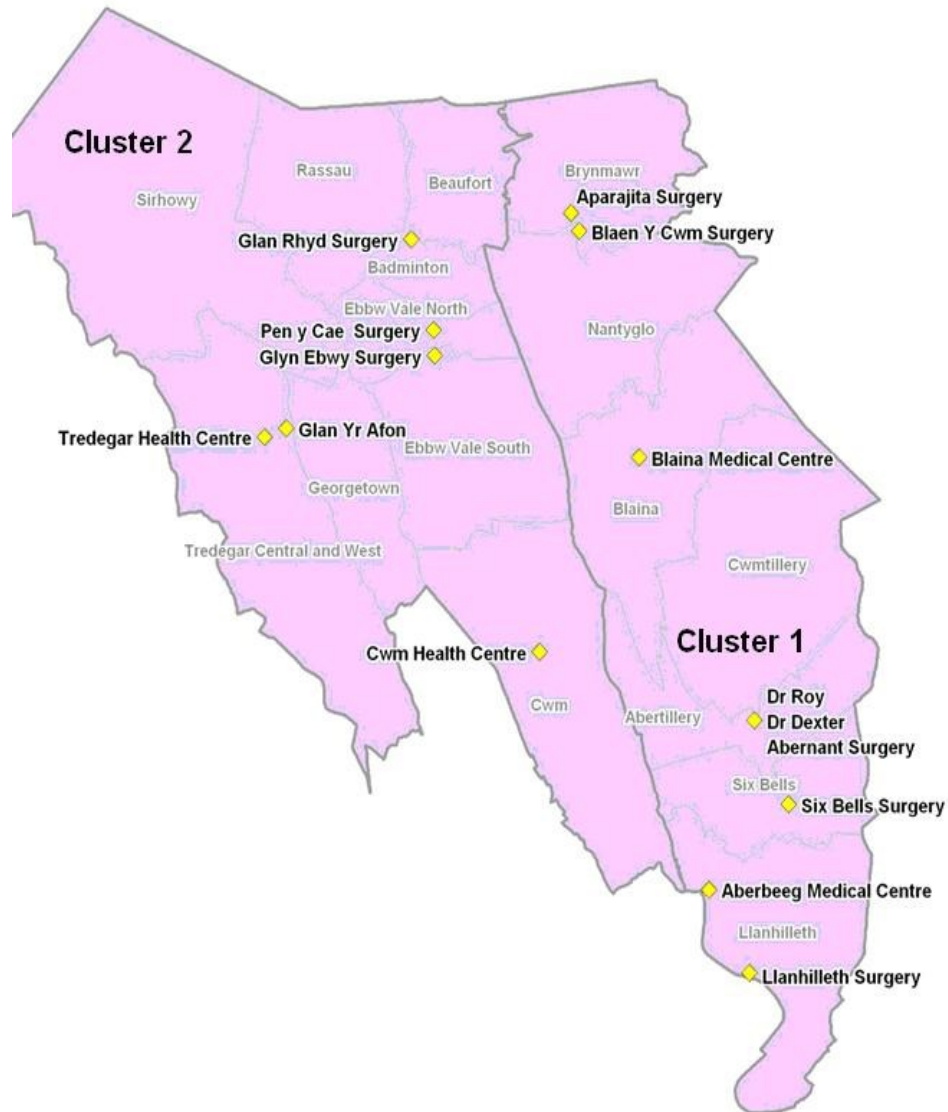 Cluster 2
Rassau
Beaufort
Brynmawr
Sirhowy
Aparajita Surgery
Blaen Y Cwm Surgery
Glan Rhyd Surgery
Badminton
Ebbw Vale North
Nantyglo
Pen y Cae Surgery
Glyn Ebwy Surgery
Glan Yr Afon
Tredegar Health Centre
Ebbw Vale South
Blaina Medical Centre
Georgetown
Blaina
Tredegar Central and West
Cwmtillery
Cluster 1
Cwm Health Centre
Cwm
Abertillery
Dr Roy
Dr Dexter
Abernant Surgery
Six Bells
Six Bells Surgery
Aberbeeg Medical Centre
Llanhilleth
Llanhilleth Surgery